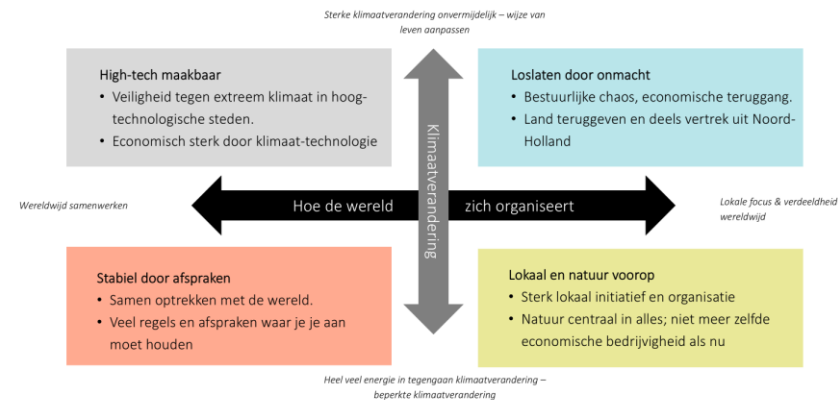 Sterke klimaatverandering onvermijdelijk – wijze van
leven aanpassen
High-tech maakbaar
• Veiligheid tegen extreem klimaat in hoog-
technologische steden.
• Economisch sterk door klimaat-technologie
Loslaten door onmacht
• Bestuurlijke chaos, economische teruggang.
• Land teruggeven en deels vertrek uit Noord-
Holland
Klimaatverandering
Wereldwijd samenwerken
Hoe de wereld zich organiseert
Lokale focus & verdeeldheid
wereldwijd
Stabiel door afspraken
• Samen optrekken met de wereld.
• Veel regels en afspraken waar je je aan
moet houden
Lokaal en natuur voorop
• Sterk lokaal initiatief en organisatie
• Natuur centraal in alles; niet meer zelfde
economische bedrijvigheid als nu
Heel veel energie in tegengaan klimaatverandering –
beperkte klimaatverandering